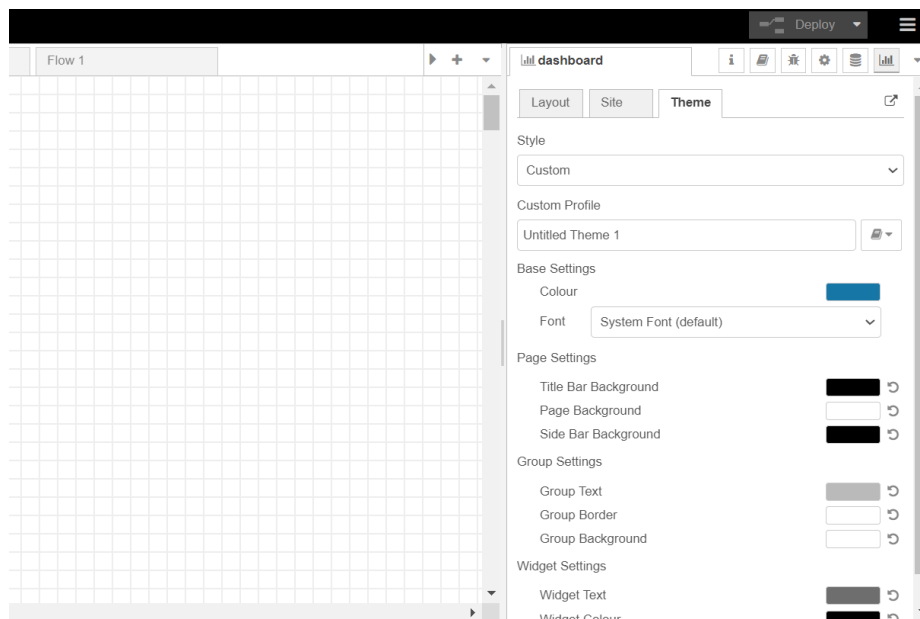 Deploy
Flow 1
dashboard
i
Layout
Site
Theme
Style
Custom
Custom Profile
Untitled Theme 1
Base Settings
Colour
Font
System Font (default)
Page Settings
Title Bar Background
Page Background
Side Bar Background
Group Settings
Group Text
Group Border
Group Background
Widget Settings
Widget Text
Widget Colour